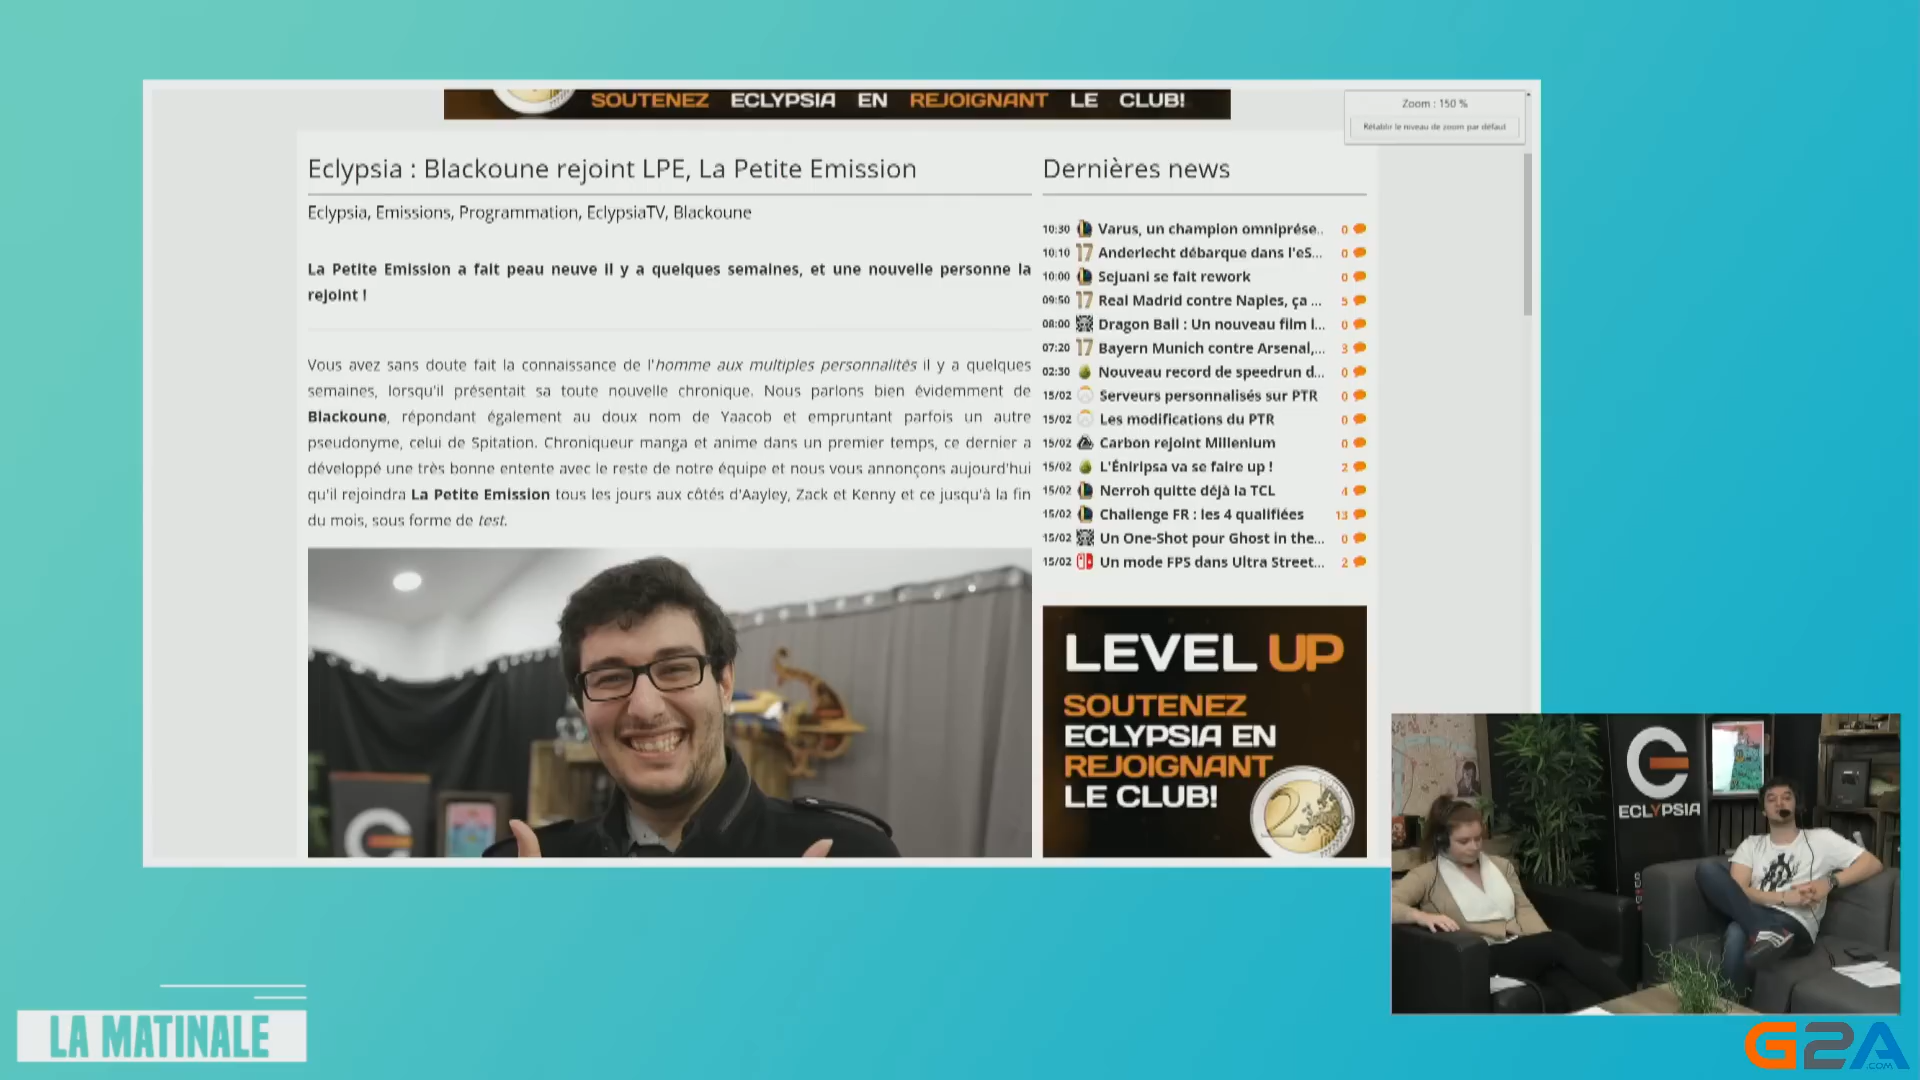 SOUTENEZ ECLYPSIA EN REJOIGNANT LE CLUB!
Zoom : 150 %
Rétablir le niveau de zoom par défaut
Eclypsia : Blackoune rejoint LPE, La Petite Emission
Eclypsia, Emissions, Programmation, EclypsiaTV, Blackoune
La Petite Emission a fait peau neuve il y a quelques semaines, et une nouvelle personne la
rejoint !
Vous avez sans doute fait la connaissance de l'homme aux multiples personnalités il y a quelques
semaines, lorsqu'il présentait sa toute nouvelle chronique. Nous parlons bien évidemment de
Blackoune, répondant également au doux nom de Yaacob et empruntant parfois un autre
pseudonyme, celui de Spitation. Chroniqueur manga et anime dans un premier temps, ce dernier a
développé une très bonne entente avec le reste de notre équipe et nous vous annonçons aujourd'hui
qu'il rejoindra La Petite Emission tous les jours aux côtés d'Aayley, Zack et Kenny et ce jusqu'à la fin
du mois, sous forme de test.
Dernières news
10:30 Varus, un champion omniprése.. 0
10:10 17 Anderlecht débarque dans l'eS... 0
10:00 Sejuani se fait rework 0
09:50 17 Real Madrid contre Naples, ça ... 5
08:00 Dragon Ball : Un nouveau film i... 0
07:20 17 Bayern Munich contre Arsenal,... 3
02:30 Nouveau record de speedrun d... 0
15/02 Serveurs personnalisés sur PTR 0
15/02 Les modifications du PTR 0
15/02 Carbon rejoint Millenium 0
15/02 L'Éniripsa va se faire up ! 2
15/02 Nerroh quitte déjà la TCL 4
15/02 Challenge FR : les 4 qualifiées 13
15/02 Un One-Shot pour Ghost in the... 0
15/02 Un mode FPS dans Ultra Street... 2
LEVEL UP
SOUTENEZ
ECLYPSIA EN
REJOIGNANT
LE CLUB!
2
ECLYPSIA
LA MATINALE
G2A
.COM